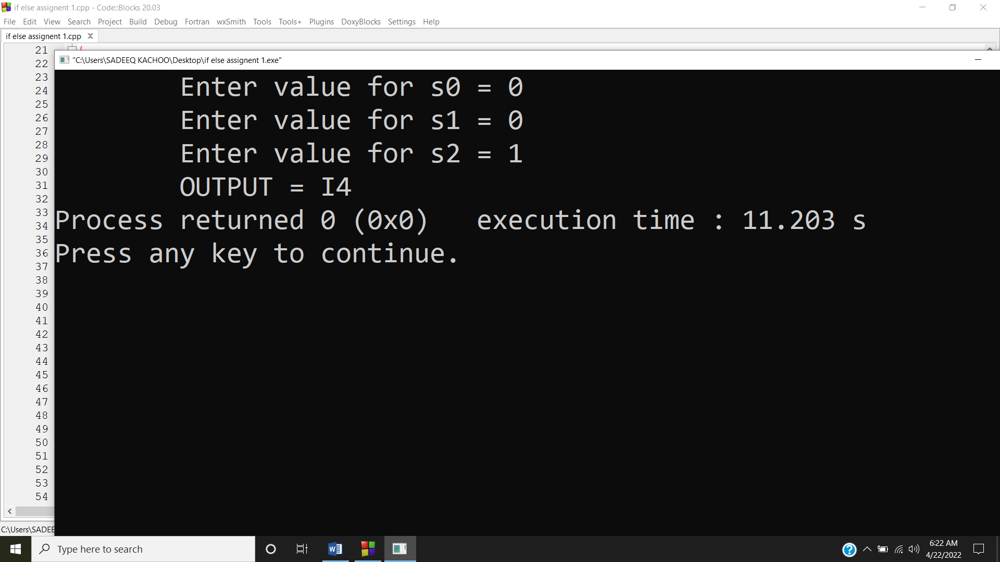 if else assignent 1.cpp - Code::Blocks 20.03
File Edit View Search Project Build Debug Fortran wxSmith Tools Tools+ Plugins DoxyBlocks Settings Help
if else assignent 1.cpp
21
"C:\Users\SADEEQ KACHOO\Desktop\if else assignent 1.exe"
22
23
24
25
26
27
28
29
30
31
32
33
34
35
36
37
38
39
40
41
42
43
44
45
46
47
48
49
50
51
52
53
54
Enter value for s0 = 0
Enter value for s1 = 0
Enter value for s2 = 1
OUTPUT = I4
Process returned 0 (0x0)   execution time : 11.203 s
Press any key to continue.
C:\Users\SADEE
Type here to search
6:22 AM
4/22/2022